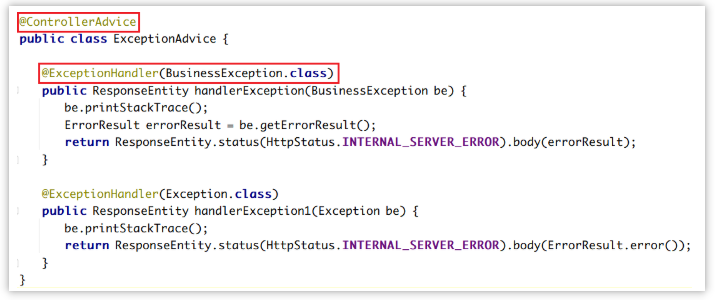 @ControllerAdvice
public class ExceptionAdvice {
@ExceptionHandler(BusinessException.class)
public ResponseEntity handlerException(BusinessException be) {
be.printStackTrace();
ErrorResult errorResult = be.getErrorResult();
return ResponseEntity.status(HttpStatus.INTERNAL_SERVER_ERROR).body(errorResult);
}
@ExceptionHandler(Exception.class)
public ResponseEntity handlerException1(Exception be) {
be.printStackTrace();
return ResponseEntity.status(HttpStatus.INTERNAL_SERVER_ERROR).body(ErrorResult.error());
}
}